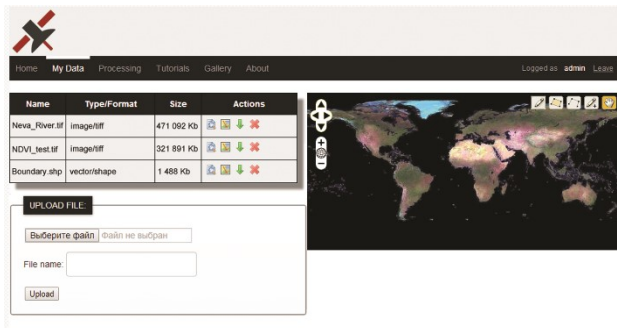 Home My Data Processing Tutorials Gallery About Logged as admin Leave
Name Type/Format Size Actions
Neva_River.tif image/tiff 471 092 Kb
NDVI_test.tif image/tiff 321 891 Kb
Boundary.shp vector/shape 1 488 Kb
UPLOAD FILE:
Выберите файл Файл не выбран
File name:
Upload